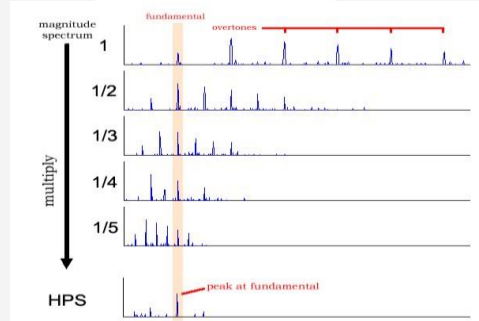 fundamental
magnitude
spectrum
overtones
1
1/2
1/3
1/4
1/5
multiply
HPS
peak at fundamental